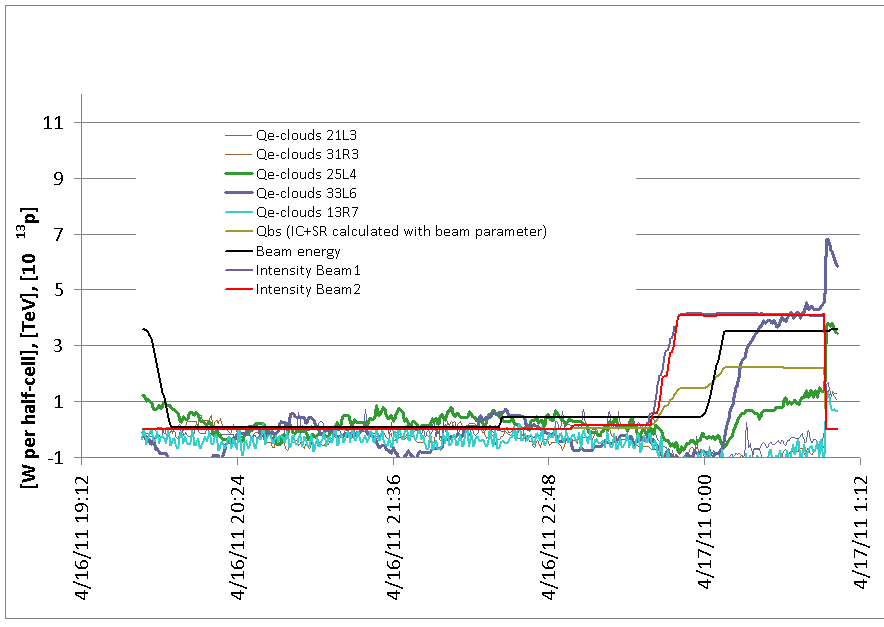 [W per half-cell], [TeV], [10 13p]
11
9
7
5
3
1
-1
Qe-clouds 21L3
Qe-clouds 31R3
Qe-clouds 25L4
Qe-clouds 33L6
Qe-clouds 13R7
Qbs (IC+SR calculated with beam parameter)
Beam energy
Intensity Beam1
Intensity Beam2
4/16/11 19:12
4/16/11 20:24
4/16/11 21:36
4/16/11 22:48
4/17/11 0:00
4/17/11 1:12